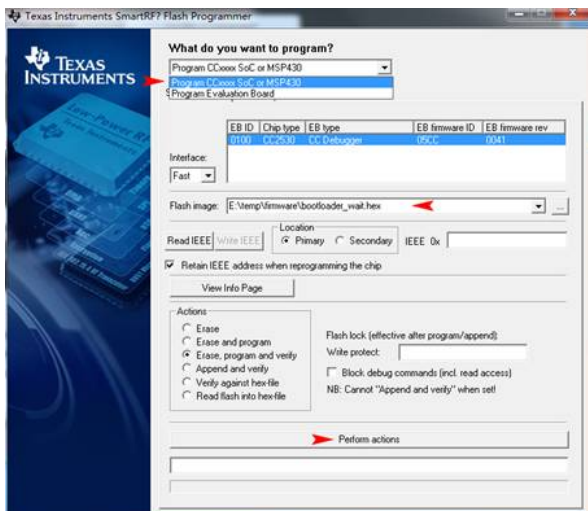 Texas Instruments SmartRF? Flash Programmer
TEXAS INSTRUMENTS
Low-Power RF
What do you want to program?
Program CCxxxx SoC or MSP430
Program CCxxxx SoC or MSP430
Program Evaluation Board
EB ID Chip type EB type EB firmware ID EB firmware rev
0100 CC2530 CC Debugger 05CC 0041
Interface:
Fast
Flash image: E:\temp\firmware\bootloader_wait.hex ...
Location
Read IEEE Write IEEE Primary Secondary IEEE 0x
Retain IEEE address when reprogramming the chip
View Info Page
Actions
Erase
Erase and program
Erase, program and verify
Append and verify
Verify against hex-file
Read flash into hex-file
Flash lock (effective after program/append):
Write protect:
Block debug commands (incl. read access)
NB: Cannot "Append and verify" when set!
Perform actions